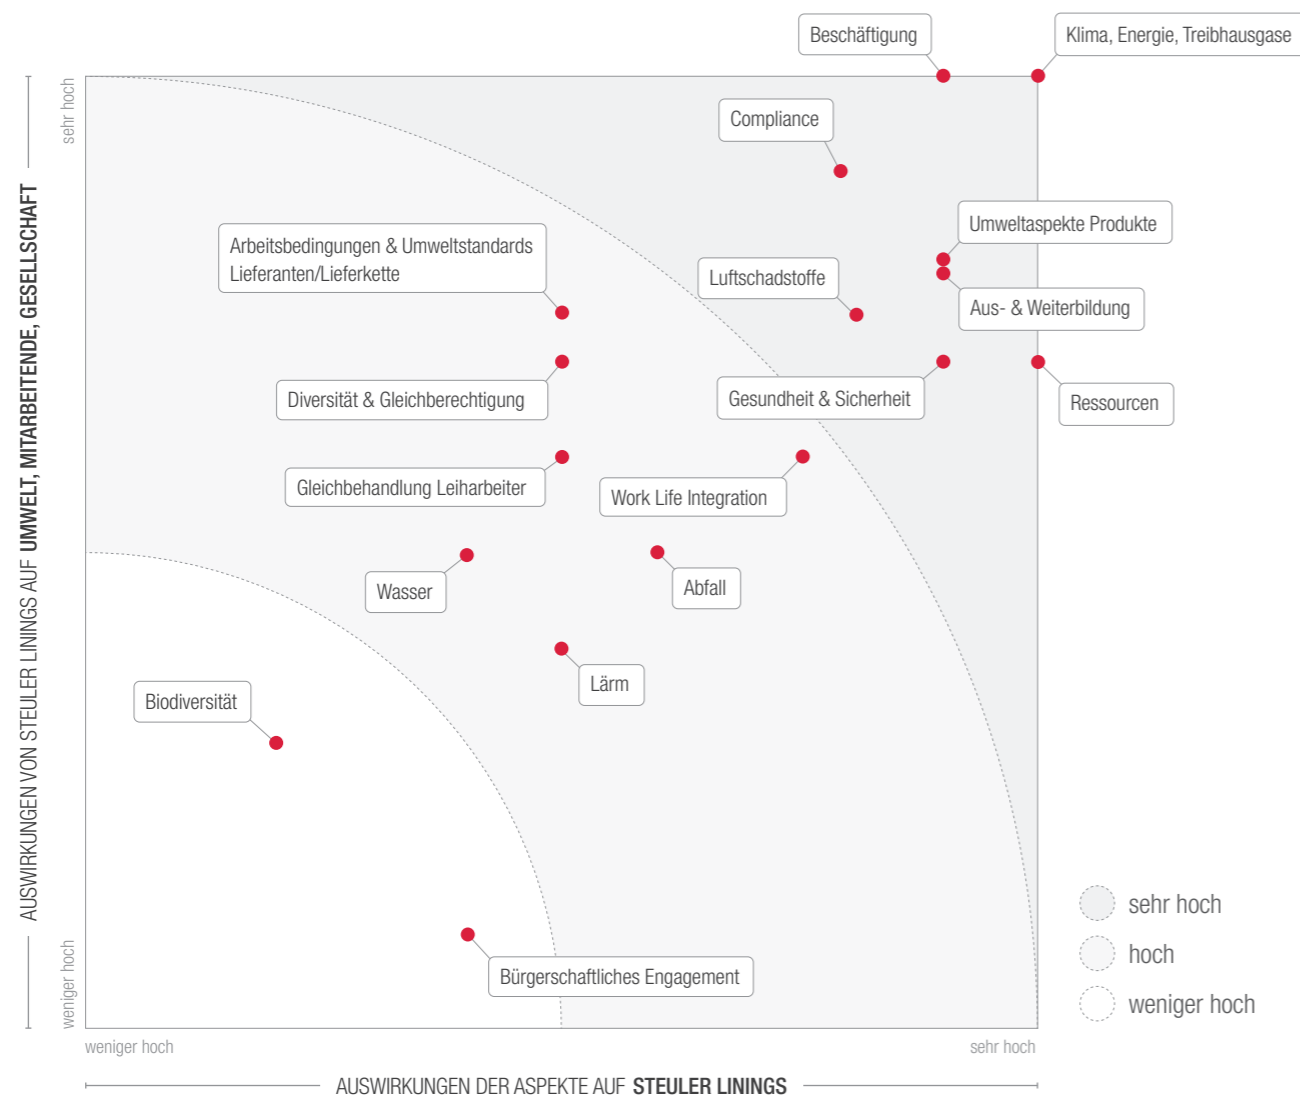 Beschäftigung
Klima, Energie, Treibhausgase
sehr hoch
Compliance
Umweltaspekte Produkte
Arbeitsbedingungen & Umweltstandards
Lieferanten/Lieferkette
Luftschadstoffe
Aus- & Weiterbildung
Diversität & Gleichberechtigung
Gesundheit & Sicherheit
Ressourcen
Gleichbehandlung Leiharbeiter
Work Life Integration
Wasser
Abfall
Lärm
Biodiversität
Bürgerschaftliches Engagement
AUSWIRKUNGEN VON STEULER LININGS AUF UMWELT, MITARBEITENDE, GESELLSCHAFT
weniger hoch
sehr hoch
hoch
weniger hoch
weniger hoch
sehr hoch
AUSWIRKUNGEN DER ASPEKTE AUF STEULER LININGS